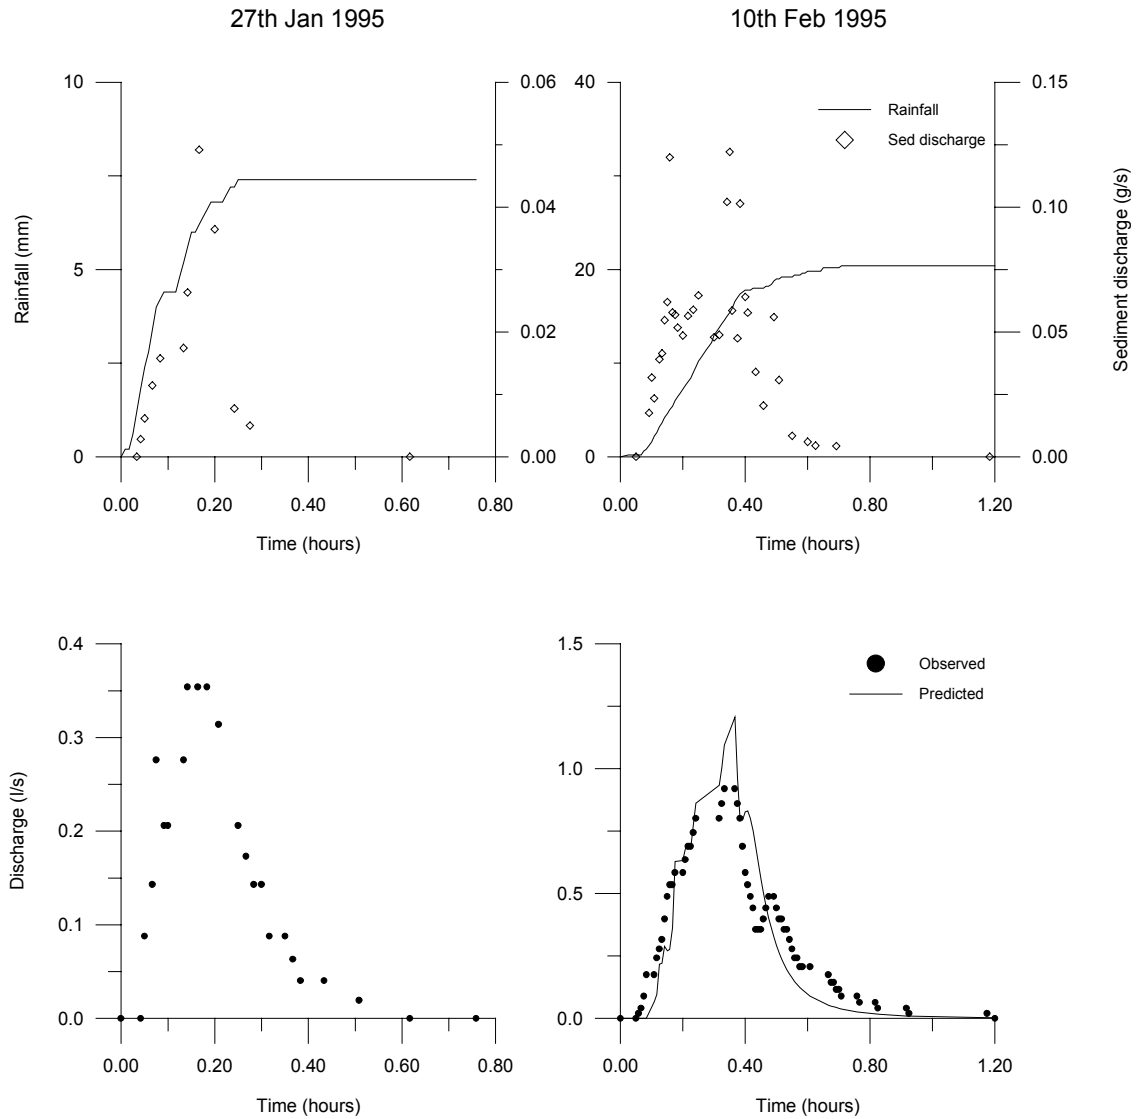 27th Jan 1995
10th Feb 1995
10
5
0
Rainfall (mm)
0.06
0.04
0.02
0.00
0.00 0.20 0.40 0.60 0.80
Time (hours)
40
20
0
Rainfall
Sed discharge
0.15
0.10
0.05
0.00
Sediment discharge (g/s)
0.00 0.40 0.80 1.20
Time (hours)
0.4
0.3
0.2
0.1
0.0
Discharge (l/s)
0.00 0.20 0.40 0.60 0.80
Time (hours)
1.5
1.0
0.5
0.0
Observed
Predicted
0.00 0.40 0.80 1.20
Time (hours)